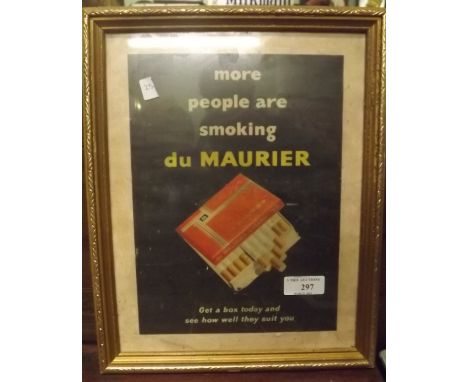 more
people are
smoking
du MAURIER
Get a box today and
see how well they suit you
297